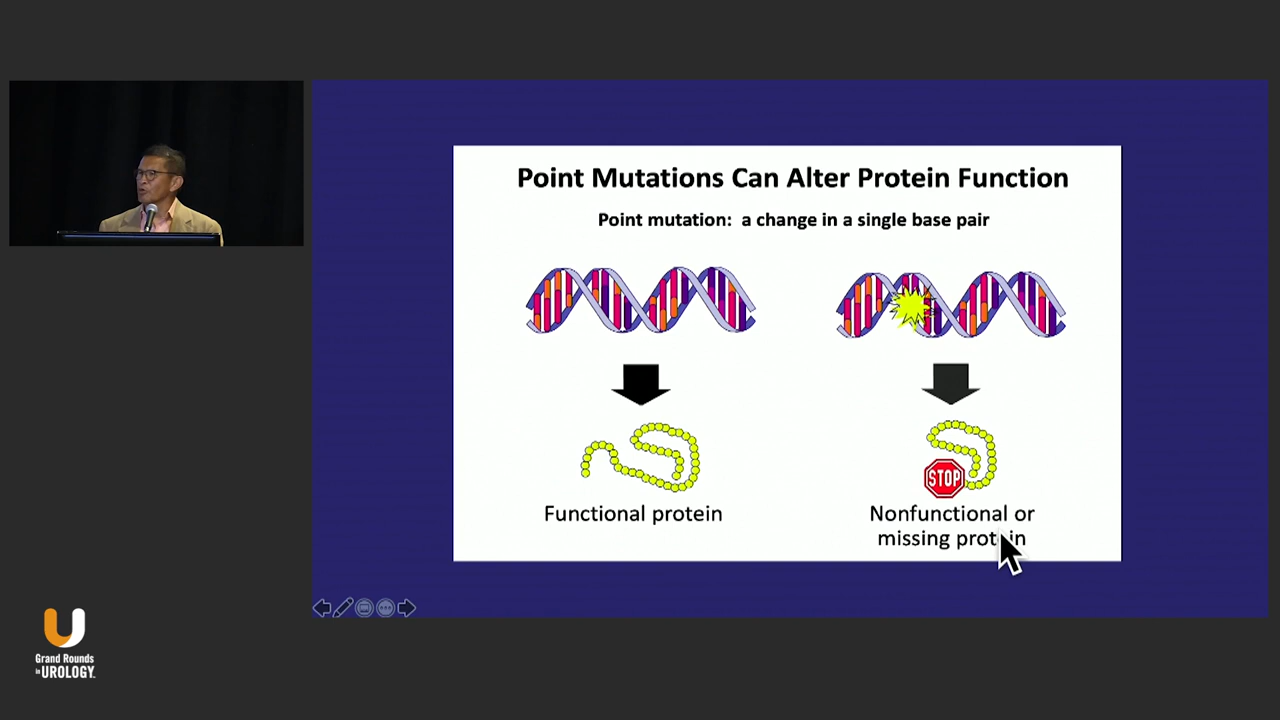 Point Mutations Can Alter Protein Function
Point mutation: a change in a single base pair
STOP
Functional protein
Nonfunctional or
missing protein
U
Grand Rounds
in UROLOGY